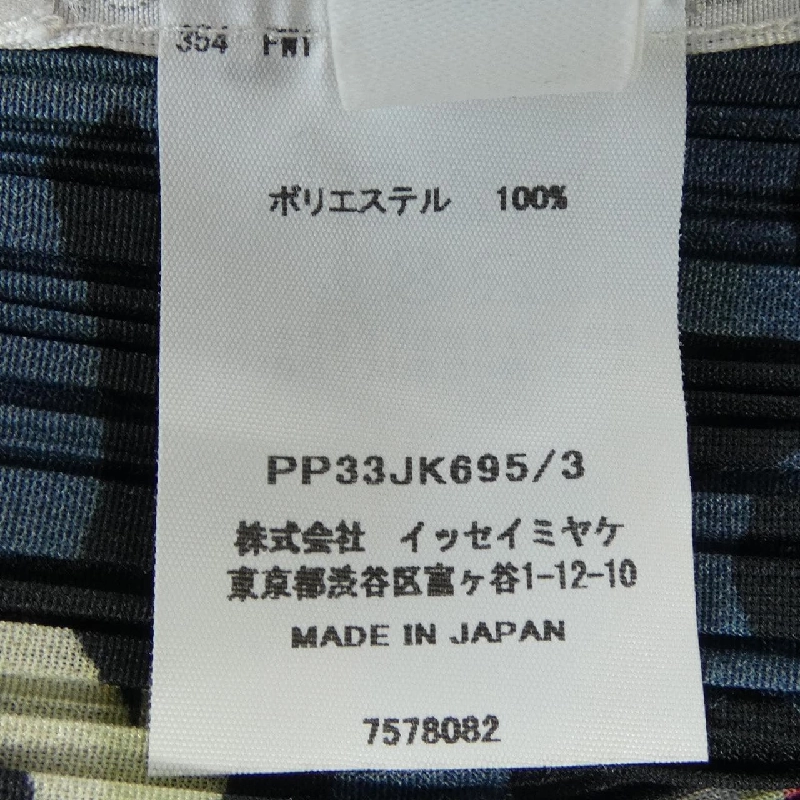 354 FW1
ポリエステル 100%
PP33JK695/3
株式会社 イッセイミヤケ
東京都渋谷区富ヶ谷1-12-10
MADE IN JAPAN
7578082